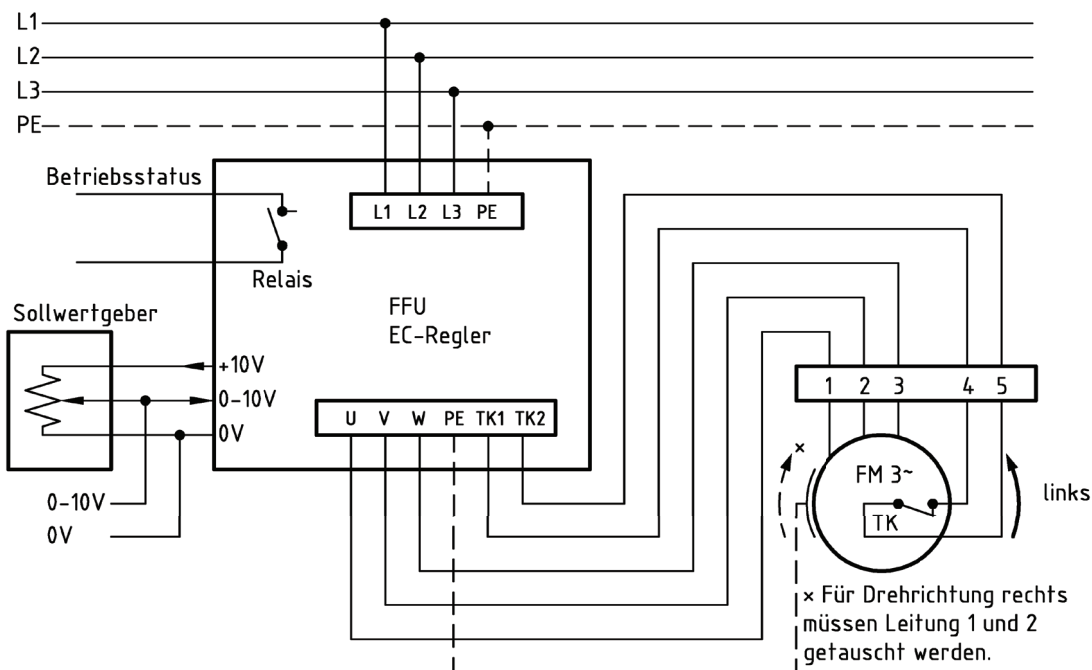 L1
L2
L3
PE
Betriebsstatus
L1 L2 L3 PE
Relais
FFU
EC-Regler
Sollwertgeber
+10V
0-10V
0V
U V W PE TK1 TK2
0-10V
0V
1 2 3 4 5
×
FM 3~
TK
links
× Für Drehrichtung rechts
müssen Leitung 1 und 2
getauscht werden.